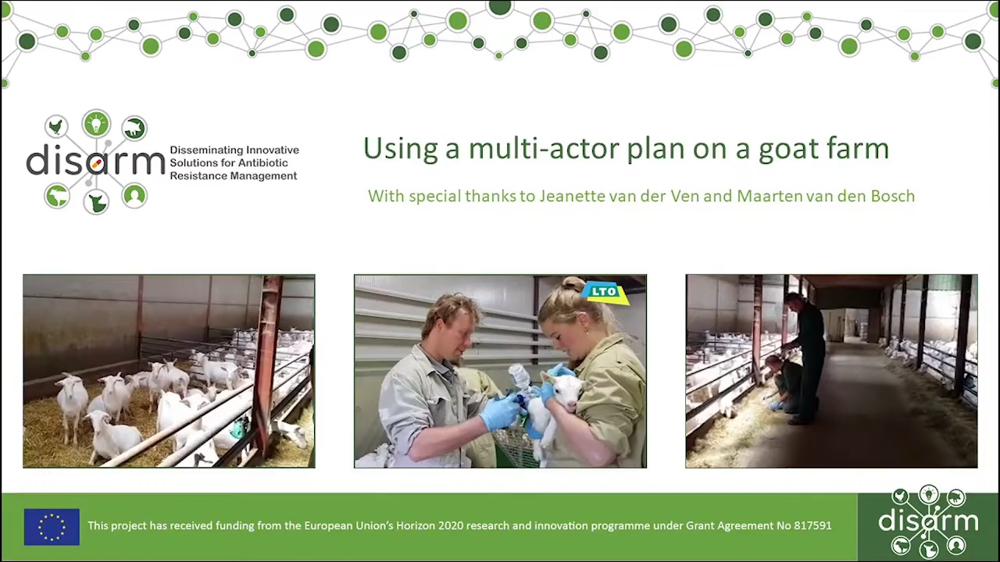 disarm
Disseminating Innovative
Solutions for Antibiotic
Resistance Management
Using a multi-actor plan on a goat farm
With special thanks to Jeanette van der Ven and Maarten van den Bosch
LTO
This project has received funding from the European Union’s Horizon 2020 research and innovation programme under Grant Agreement No 817591
disarm